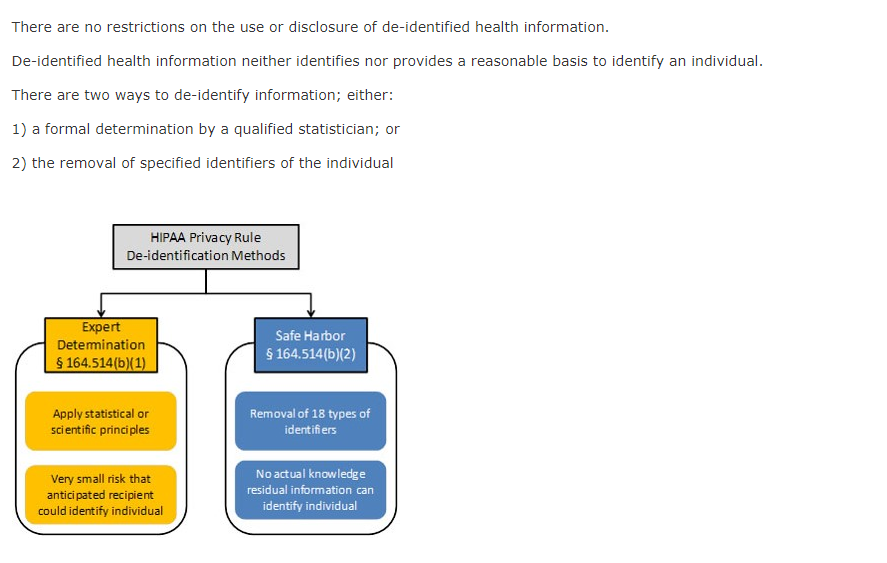 There are no restrictions on the use or disclosure of de-identified health information.
De-identified health information neither identifies nor provides a reasonable basis to identify an individual.
There are two ways to de-identify information; either:
1) a formal determination by a qualified statistician; or
2) the removal of specified identifiers of the individual
HIPAA Privacy Rule
De-identification Methods
Expert
Determination
§ 164.514(b)(1)
Apply statistical or
scientific principles
Very small risk that
anticipated recipient
could identify individual
Safe Harbor
§ 164.514(b)(2)
Removal of 18 types of
identifiers
No actual knowledge
residual information can
identify individual